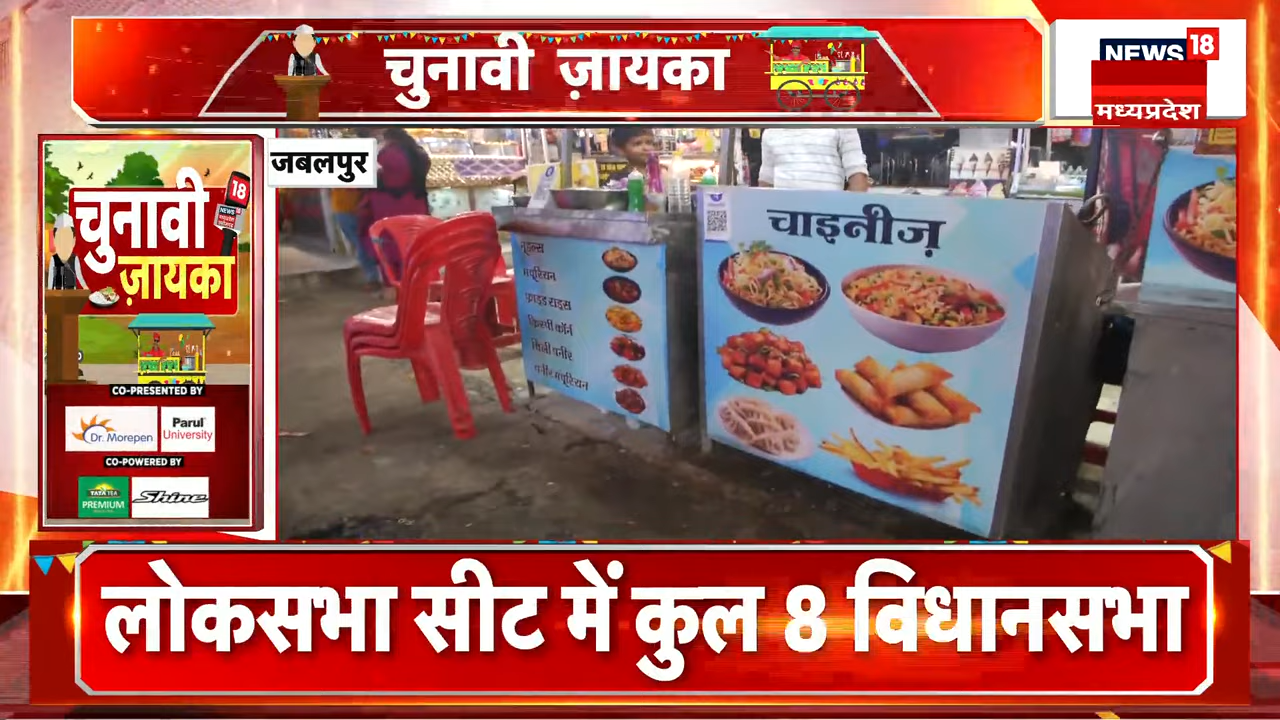 चुनावी ज़ायका
NEWS 18
मध्यप्रदेश
जबलपुर
चुनावी
ज़ायका
18
CO-PRESENTED BY
Dr. Morepen
Parul
University
CO-POWERED BY
TATA TEA
PREMIUM
Shine
नूडल्स
मंचूरियन
फ्राइड राइस
क्रिस्पी कॉर्न
चिली पनीर
पनीर मंचूरियन
चाइनीज़
लोकसभा सीट में कुल 8 विधानसभा